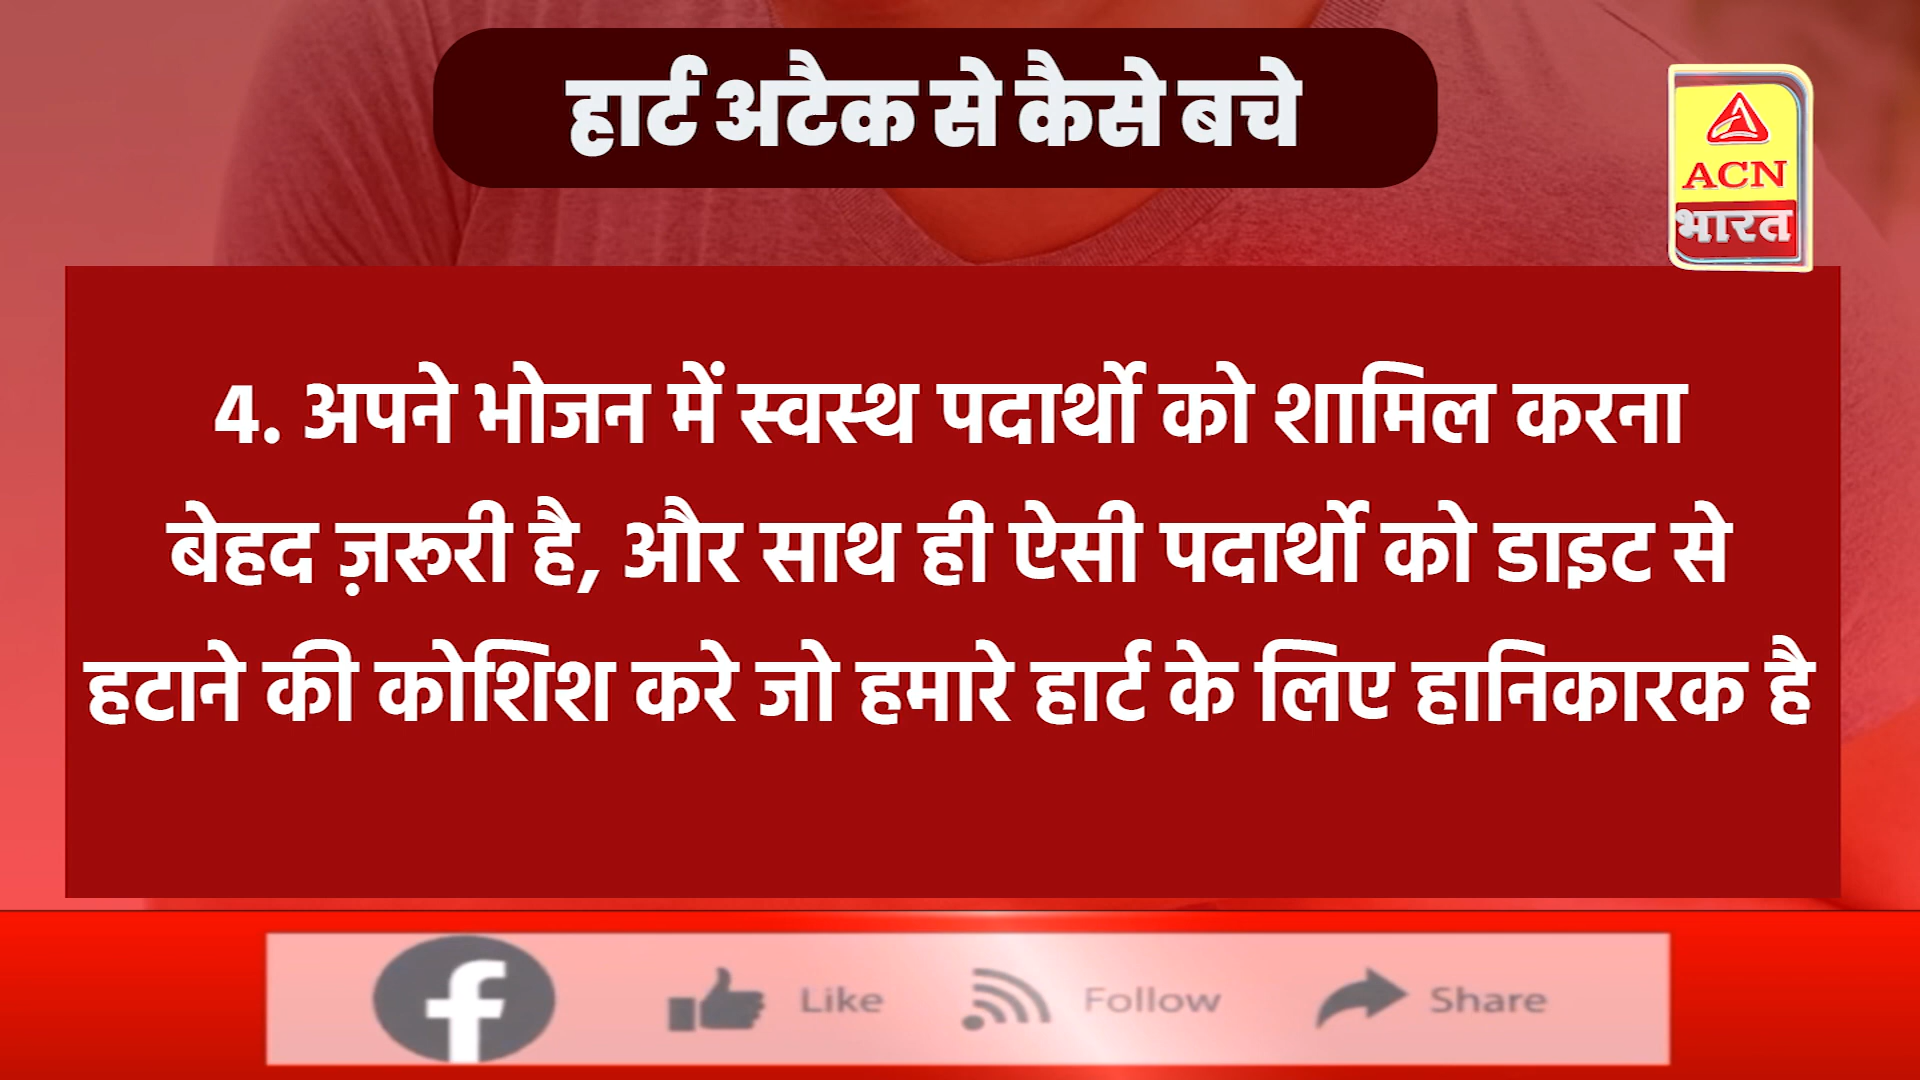 हार्ट अटैक से कैसे बचे
ACN
भारत
4. अपने भोजन में स्वस्थ पदार्थो को शामिल करना
बेहद ज़रूरी है, और साथ ही ऐसी पदार्थो को डाइट से
हटाने की कोशिश करे जो हमारे हार्ट के लिए हानिकारक है
f Like Follow Share